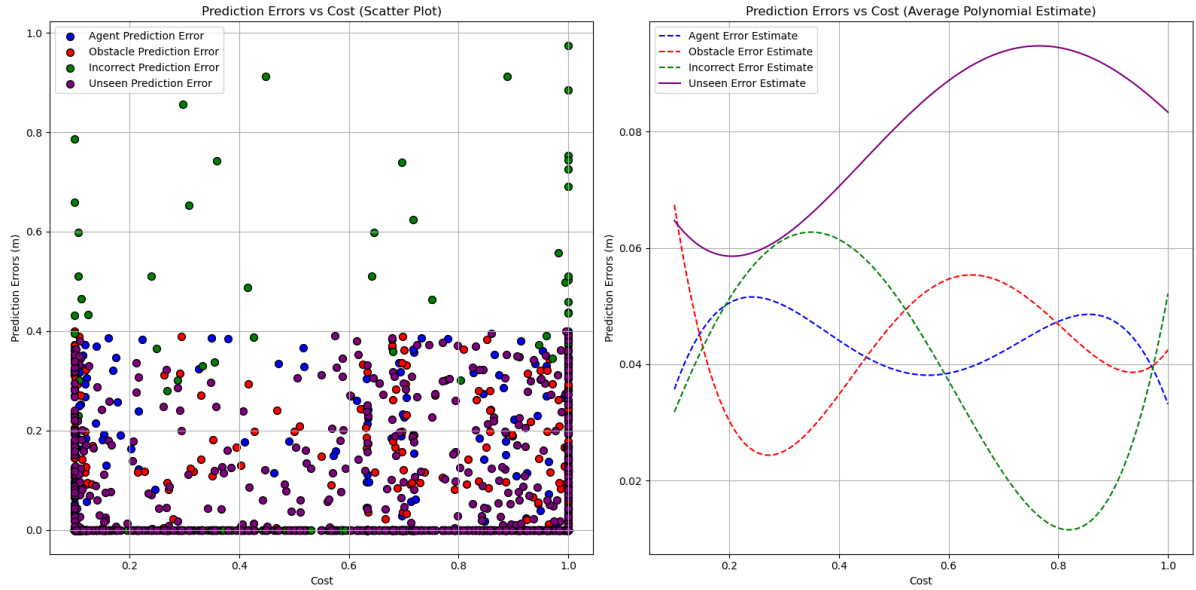 Prediction Errors vs Cost (Scatter Plot)
Agent Prediction Error
Obstacle Prediction Error
Incorrect Prediction Error
Unseen Prediction Error
Prediction Errors (m)
1.0
0.8
0.6
0.4
0.2
0.0
0.2
0.4
0.6
0.8
1.0
Cost
Prediction Errors vs Cost (Average Polynomial Estimate)
Agent Error Estimate
Obstacle Error Estimate
Incorrect Error Estimate
Unseen Error Estimate
Prediction Errors (m)
0.08
0.06
0.04
0.02
0.2
0.4
0.6
0.8
1.0
Cost